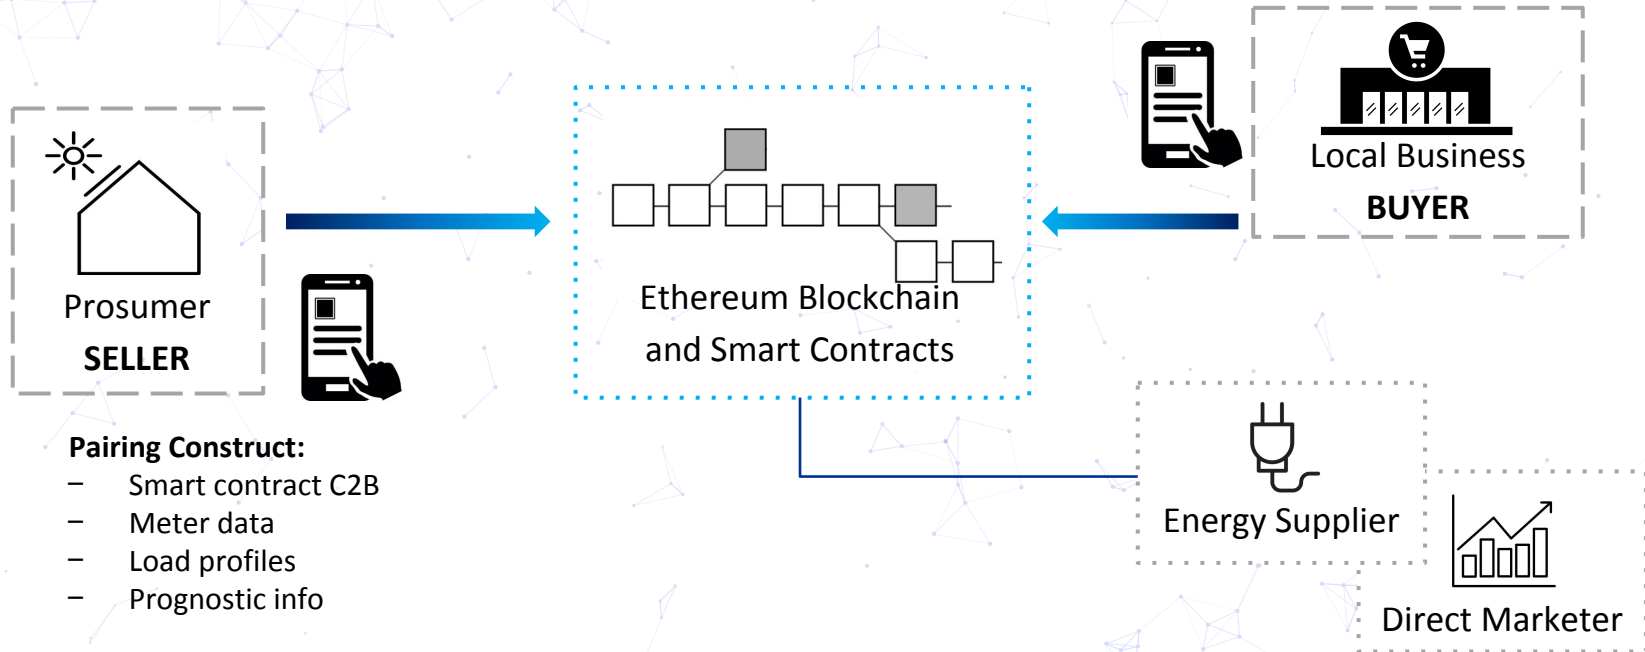 Prosumer
SELLER
Pairing Construct:
– Smart contract C2B
– Meter data
– Load profiles
– Prognostic info
Ethereum Blockchain
and Smart Contracts
Local Business
BUYER
Energy Supplier
Direct Marketer